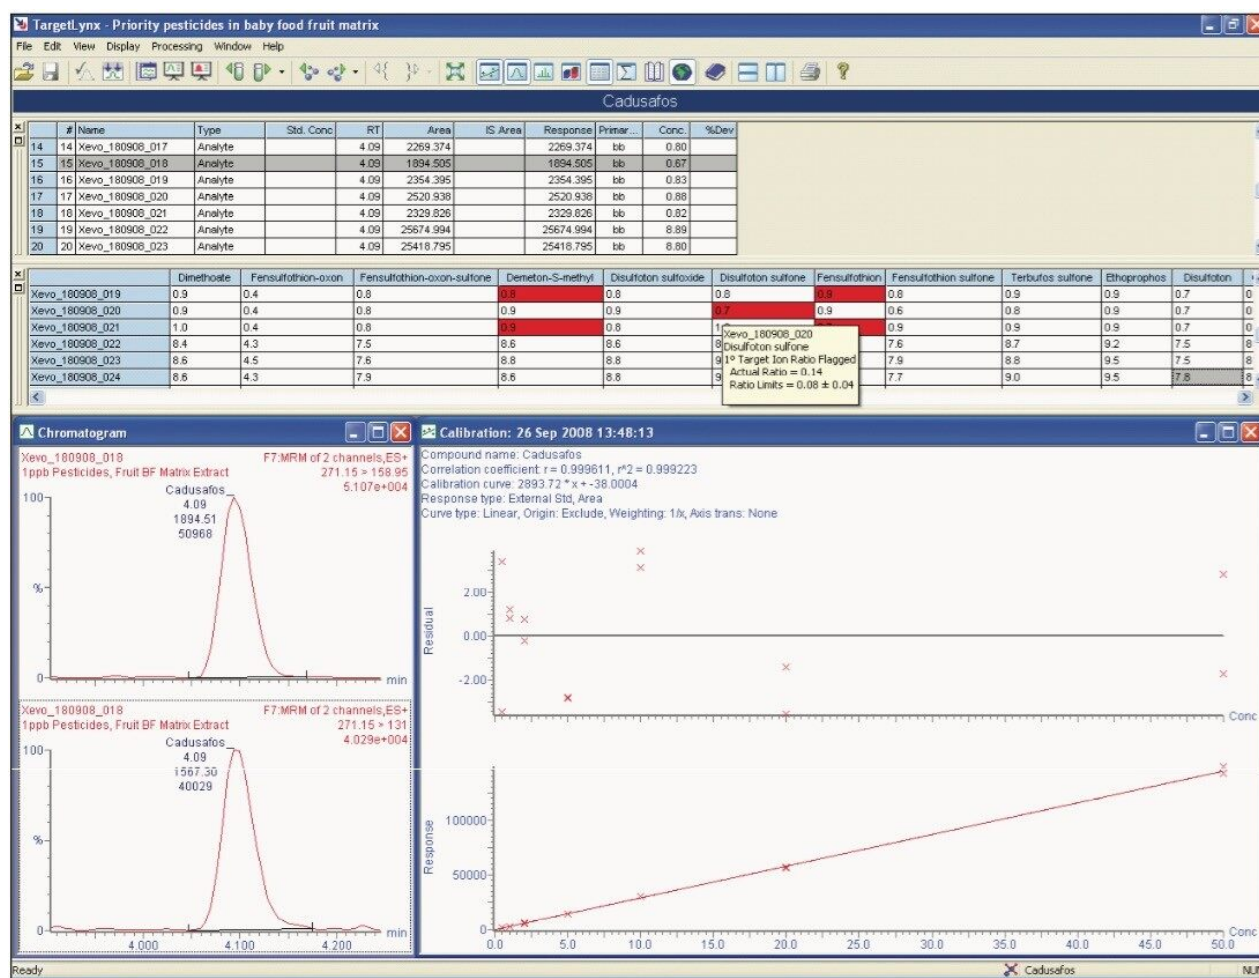 TargetLynx - Priority pesticides in baby food fruit matrix
File Edit View Display Processing Window Help
Cadusafos
# Name Type Std. Conc RT Area IS Area Response Primar... Conc. %Dev
14 14 Xevo_180908_017 Analyte 4.09 2269.374 2269.374 bb 0.80
15 15 Xevo_180908_018 Analyte 4.09 1894.505 1894.505 bb 0.67
16 16 Xevo_180908_019 Analyte 4.09 2354.395 2354.395 bb 0.83
17 17 Xevo_180908_020 Analyte 4.09 2520.938 2520.938 bb 0.88
18 18 Xevo_180908_021 Analyte 4.09 2329.826 2329.826 bb 0.82
19 19 Xevo_180908_022 Analyte 4.09 25674.994 25674.994 bb 8.89
20 20 Xevo_180908_023 Analyte 4.09 25418.795 25418.795 bb 8.80
Dimethoate Fensulfothion-oxon Fensulfothion-oxon-sulfone Demeton-S-methyl Disulfoton sulfoxide Disulfoton sulfone Fensulfothion Fensulfothion sulfone Terbufos sulfone Ethoprophos Disulfoton
Xevo_180908_019 0.9 0.4 0.8 0.8 0.8 0.8 0.9 0.8 0.9 0.9 0.7 0
Xevo_180908_020 0.9 0.4 0.8 0.9 0.9 0.7 0.9 0.6 0.8 0.9 0.7 0
Xevo_180908_021 1.0 0.4 0.8 0.9 0.8 0.9 0.9 0.9 0.7 0
Xevo_180908_022 8.4 4.3 7.5 8.6 8.6 8 7.6 8.7 9.2 7.5 8
Xevo_180908_023 8.6 4.5 7.6 8.8 8.8 9 7.9 8.8 9.5 7.5 8
Xevo_180908_024 8.6 4.3 7.9 8.6 8.8 9 7.7 9.0 9.5 7.8 8
Xevo_180908_020
Disulfoton sulfone
1º Target Ion Ratio Flagged
Actual Ratio = 0.14
Ratio Limits = 0.08 ± 0.04
Chromatogram
Xevo_180908_018 F7:MRM of 2 channels,ES+
1ppb Pesticides, Fruit BF Matrix Extract 271.15 > 158.95
5.107e+004
Cadusafos
4.09
1894.51
50968
100
%
0
min
Xevo_180908_018 F7:MRM of 2 channels,ES+
1ppb Pesticides, Fruit BF Matrix Extract 271.15 > 131
4.029e+004
Cadusafos
4.09
1567.30
40029
100
%
0
min
4.000 4.100 4.200
Calibration: 26 Sep 2008 13:48:13
Compound name: Cadusafos
Correlation coefficient: r = 0.999611, r^2 = 0.999223
Calibration curve: 2893.72 * x + -38.0004
Response type: External Std, Area
Curve type: Linear, Origin: Exclude, Weighting: 1/x, Axis trans: None
Residual
2.00
0.00
-2.00
Conc
Response
100000
50000
0
Conc
0.0 5.0 10.0 15.0 20.0 25.0 30.0 35.0 40.0 45.0 50.0
Ready Cadusafos NU